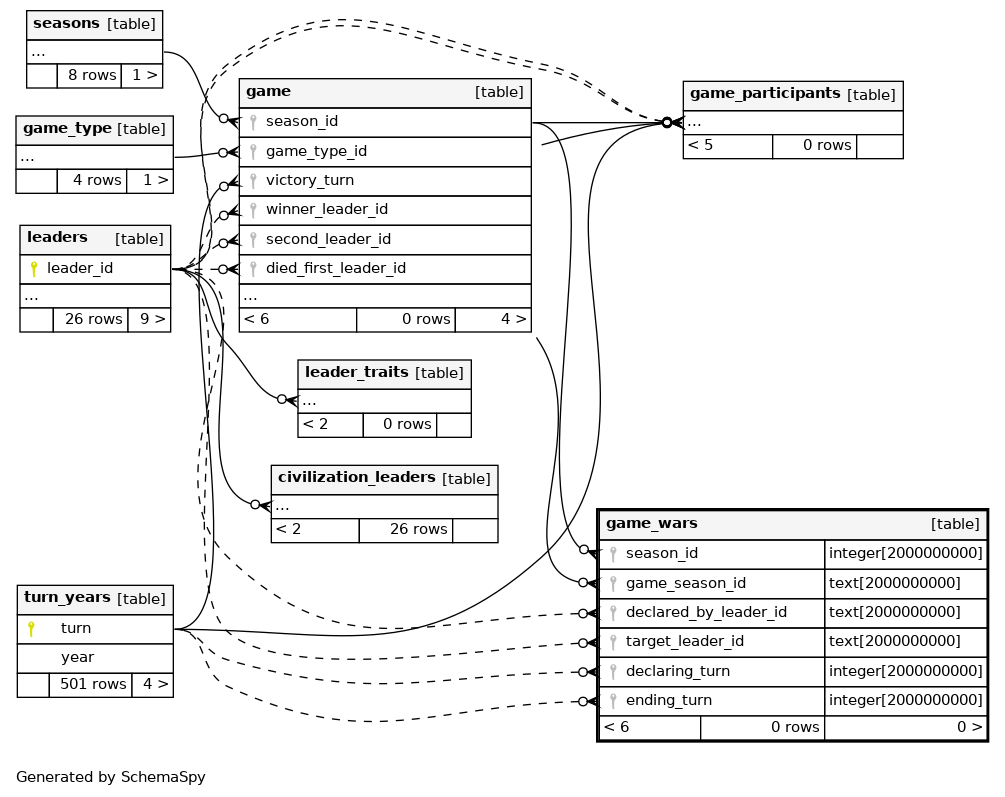 seasons [table]
...
8 rows 1 >
game_type [table]
...
4 rows 1 >
leaders [table]
leader_id
...
26 rows 9 >
game [table]
season_id
game_type_id
victory_turn
winner_leader_id
second_leader_id
died_first_leader_id
...
< 6 0 rows 4 >
game_participants [table]
...
< 5 0 rows
leader_traits [table]
...
< 2 0 rows
civilization_leaders [table]
...
< 2 26 rows
turn_years [table]
turn
year
501 rows 4 >
game_wars [table]
season_id integer[2000000000]
game_season_id text[2000000000]
declared_by_leader_id text[2000000000]
target_leader_id text[2000000000]
declaring_turn integer[2000000000]
ending_turn integer[2000000000]
< 6 0 rows 0 >
Generated by SchemaSpy